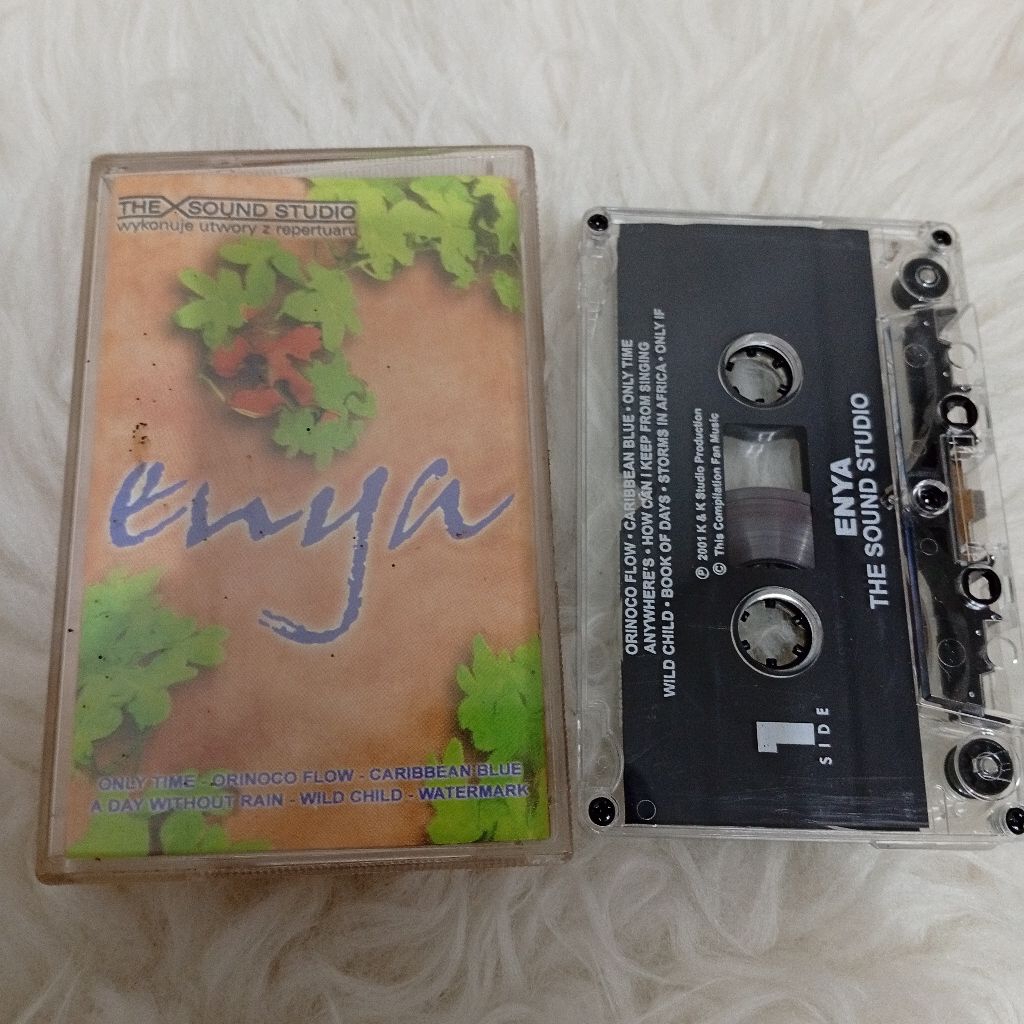 THE X SOUND STUDIO
wykonuje utwory z repertuaru
enya
ONLY TIME - ORINOCO FLOW - CARIBBEAN BLUE
A DAY WITHOUT RAIN - WILD CHILD - WATERMARK
ORINOCO FLOW • CARIBBEAN BLUE • ONLY TIME
ANYWHERE'S • HOW CAN I KEEP FROM SINGING
WILD CHILD • BOOK OF DAYS • STORMS IN AFRICA • ONLY IF
℗ 2001 K & K Studio Production
© This Compilation Fan Music
ENYA
THE SOUND STUDIO
1
SIDE